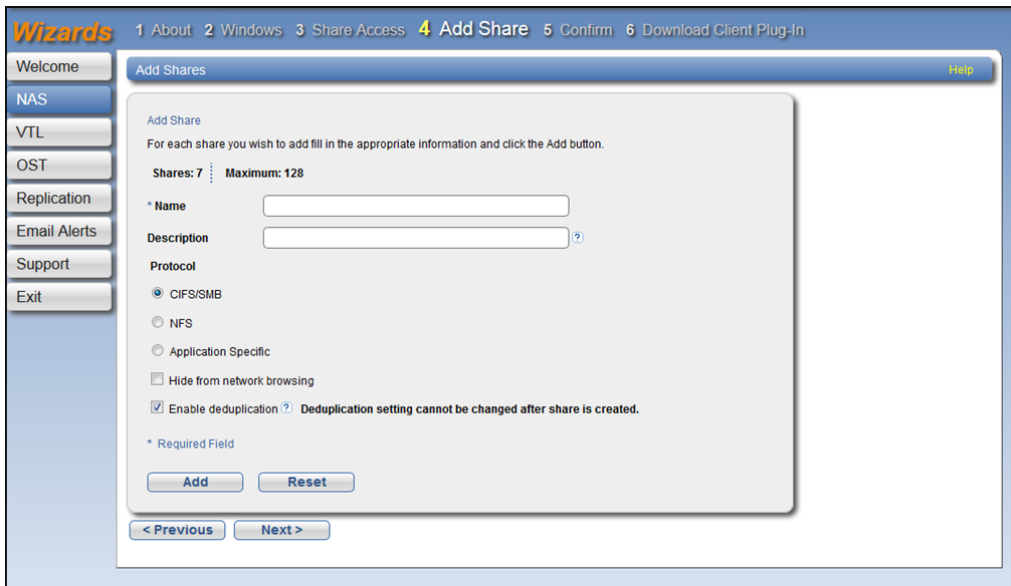 Wizards
1 About 2 Windows 3 Share Access 4 Add Share 5 Confirm 6 Download Client Plug-In
Welcome
NAS
VTL
OST
Replication
Email Alerts
Support
Exit
Add Shares
Help
Add Share
For each share you wish to add fill in the appropriate information and click the Add button.
Shares: 7 Maximum: 128
* Name
Description ?
Protocol
CIFS/SMB
NFS
Application Specific
Hide from network browsing
Enable deduplication ? Deduplication setting cannot be changed after share is created.
* Required Field
Add Reset
< Previous Next >